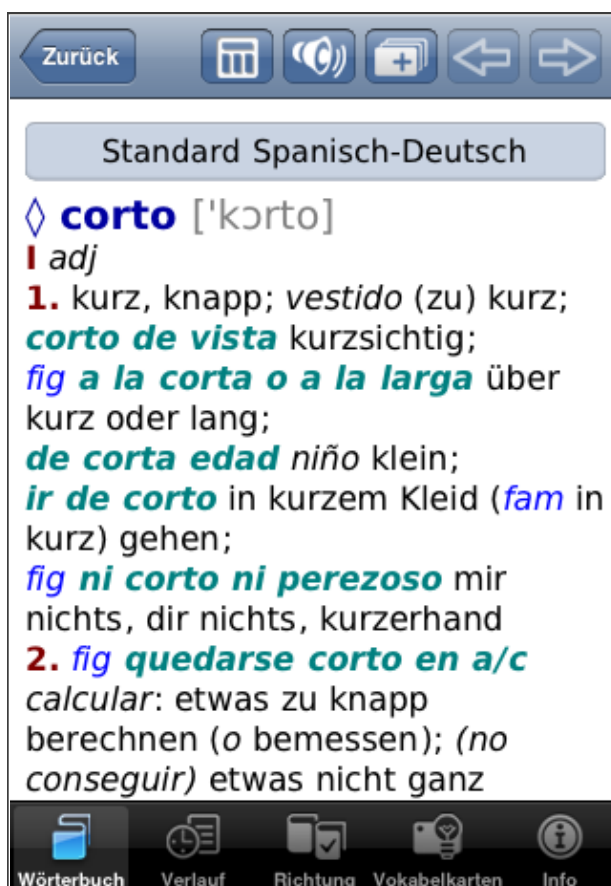 Zurück
Standard Spanisch-Deutsch
◊ corto ['kɔrto]
I adj
1. kurz, knapp; vestido (zu) kurz;
corto de vista kurzsichtig;
fig a la corta o a la larga über
kurz oder lang;
de corta edad niño klein;
ir de corto in kurzem Kleid (fam in
kurz) gehen;
fig ni corto ni perezoso mir
nichts, dir nichts, kurzerhand
2. fig quedarse corto en a/c
calcular: etwas zu knapp
berechnen (o bemessen); (no
conseguir) etwas nicht ganz
Wörterbuch Verlauf Richtung Vokabelkarten Info